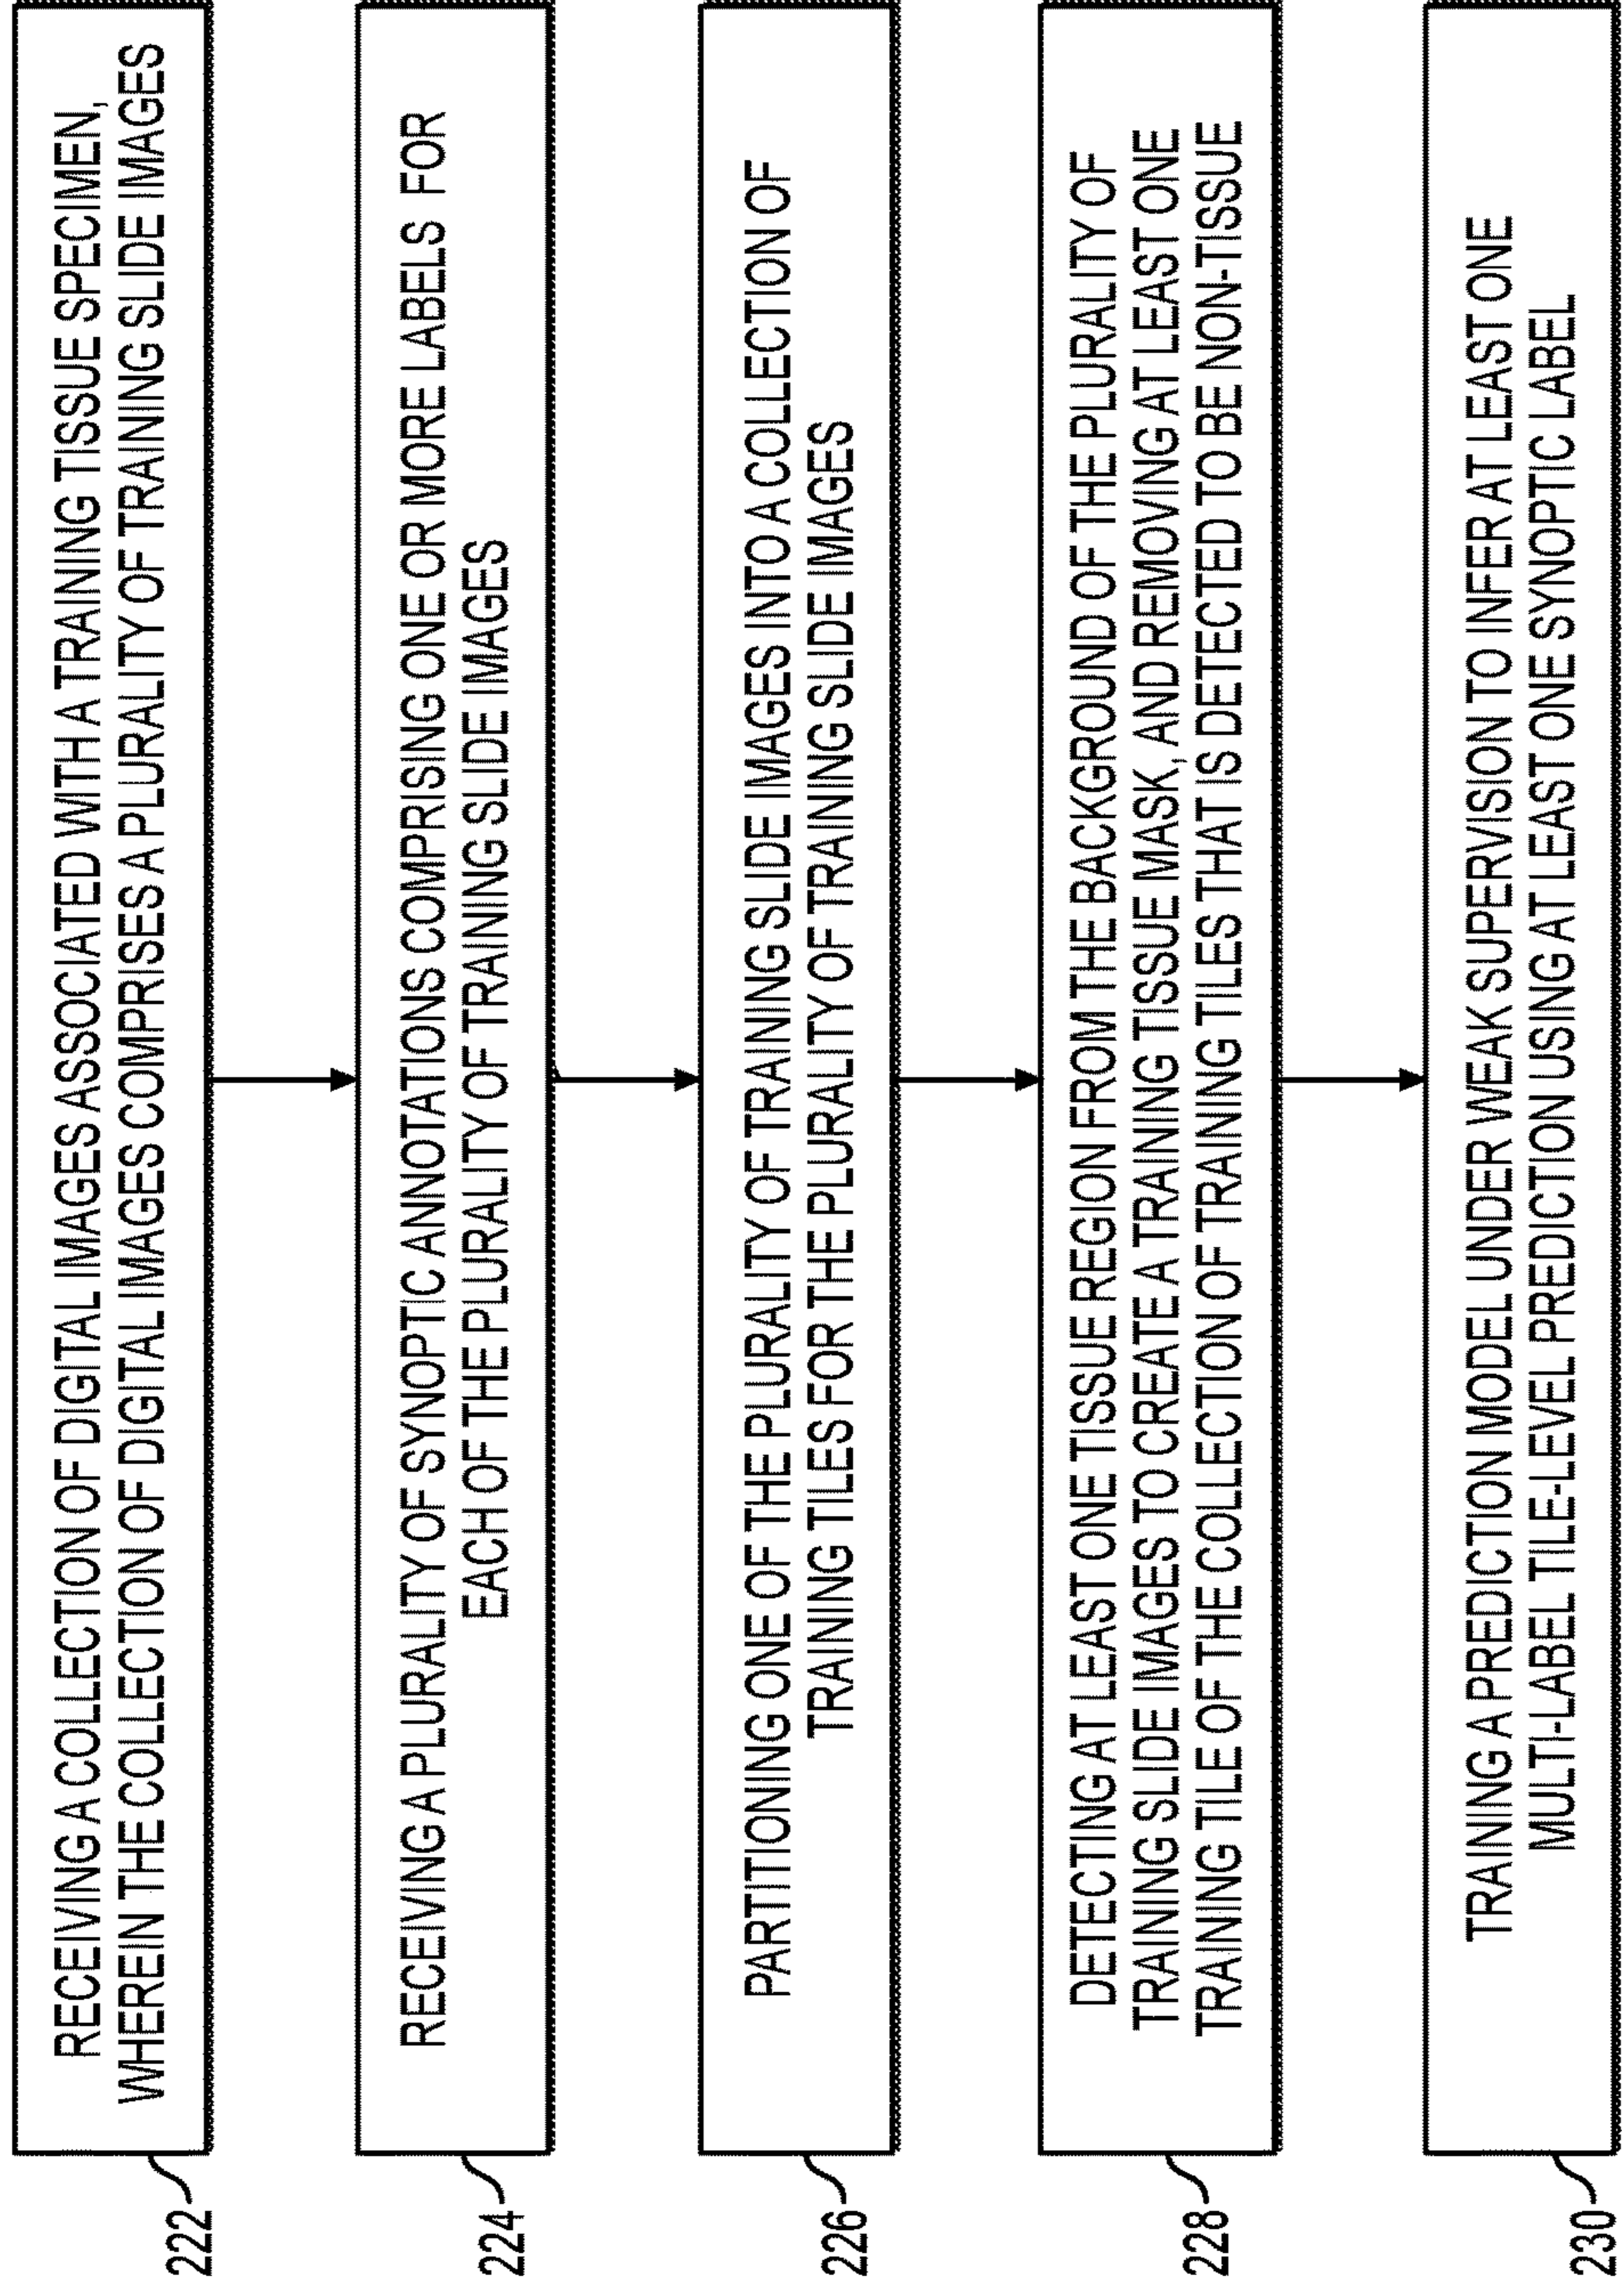 RECEIVING A COLLECTION OF DIGITAL IMAGES ASSOCIATED WITH A TRAINING TISSUE SPECIMEN,
WHEREIN THE COLLECTION OF DIGITAL IMAGES COMPRISES A PLURALITY OF TRAINING SLIDE IMAGES
222
RECEIVING A PLURALITY OF SYNOPTIC ANNOTATIONS COMPRISING ONE OR MORE LABELS FOR
EACH OF THE PLURALITY OF TRAINING SLIDE IMAGES
224
PARTITIONING ONE OF THE PLURALITY OF TRAINING SLIDE IMAGES INTO A COLLECTION OF
TRAINING TILES FOR THE PLURALITY OF TRAINING SLIDE IMAGES
226
DETECTING AT LEAST ONE TISSUE REGION FROM THE BACKGROUND OF THE PLURALITY OF
TRAINING SLIDE IMAGES TO CREATE A TRAINING TISSUE MASK, AND REMOVING AT LEAST ONE
TRAINING TILE OF THE COLLECTION OF TRAINING TILES THAT IS DETECTED TO BE NON-TISSUE
228
TRAINING A PREDICTION MODEL UNDER WEAK SUPERVISION TO INFER AT LEAST ONE
MULTI-LABEL TILE-LEVEL PREDICTION USING AT LEAST ONE SYNOPTIC LABEL
230